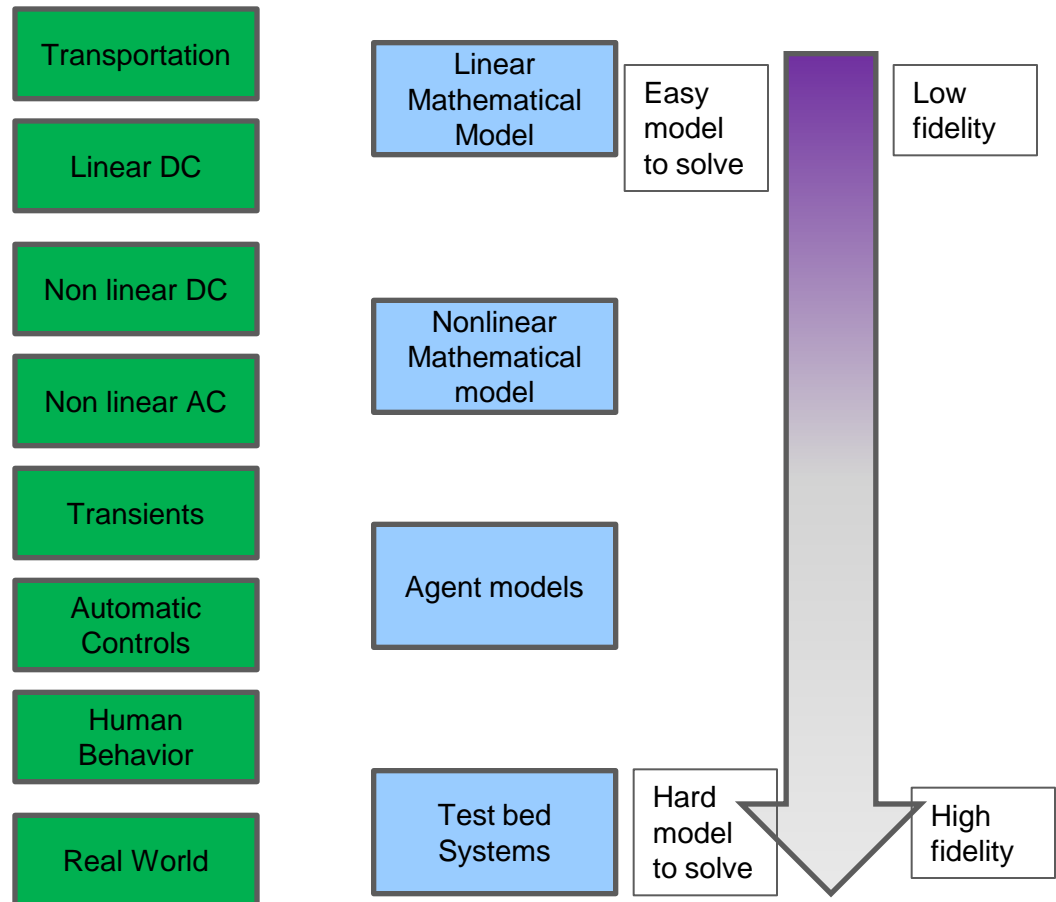 Transportation
Linear DC
Non linear DC
Non linear AC
Transients
Automatic
Controls
Human
Behavior
Real World
Linear
Mathematical
Model
Nonlinear
Mathematical
model
Agent models
Test bed
Systems
Easy
model
to solve
Hard
model
to solve
Low
fidelity
High
fidelity